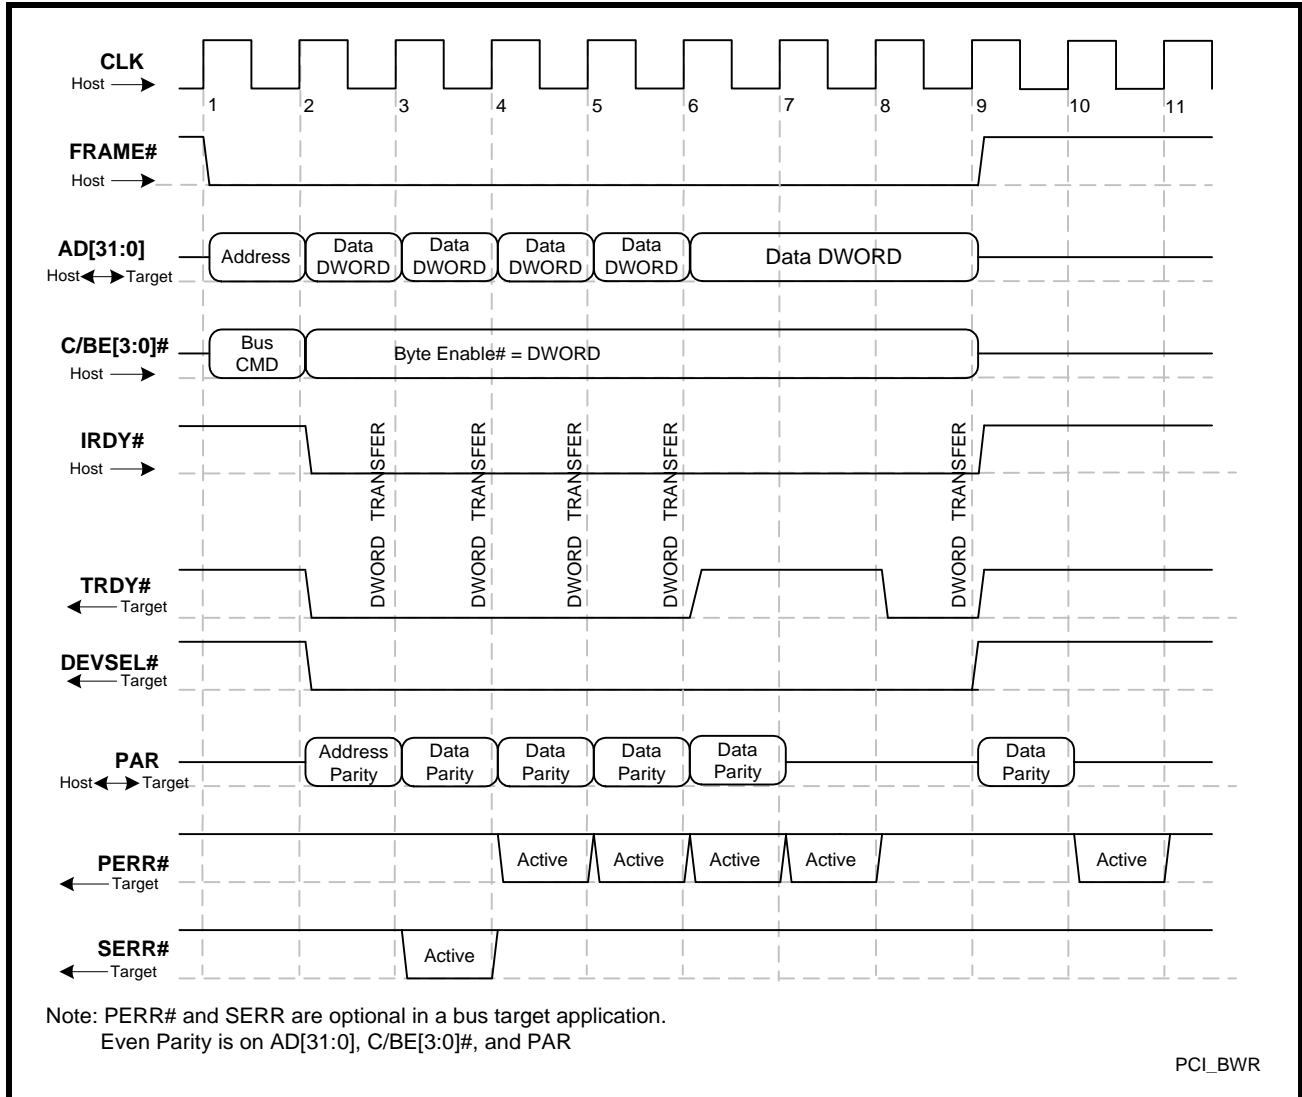 CLK
Host
1 2 3 4 5 6 7 8 9 10 11
FRAME#
Host
AD[31:0]
Host Target
Address
Data
DWORD
Data
DWORD
Data
DWORD
Data
DWORD
Data DWORD
C/BE[3:0]#
Host
Bus
CMD
Byte Enable# = DWORD
IRDY#
Host
DWORD TRANSFER
DWORD TRANSFER
DWORD TRANSFER
DWORD TRANSFER
DWORD TRANSFER
TRDY#
Target
DEVSEL#
Target
PAR
Host Target
Address
Parity
Data
Parity
Data
Parity
Data
Parity
Data
Parity
Data
Parity
PERR#
Target
Active
Active
Active
Active
Active
SERR#
Target
Active
Note: PERR# and SERR are optional in a bus target application.
Even Parity is on AD[31:0], C/BE[3:0]#, and PAR
PCI_BWR